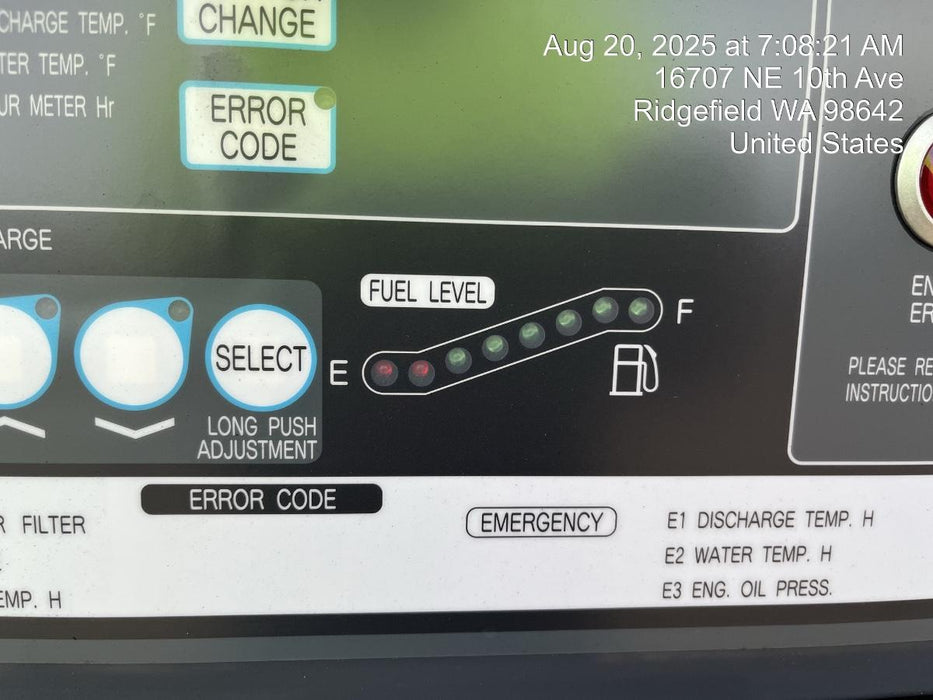 CHANGE
CHARGE TEMP. °F
TER TEMP. °F
UR METER Hr
ERROR
CODE
Aug 20, 2025 at 7:08:21 AM
16707 NE 10th Ave
Ridgefield WA 98642
United States
ARGE
FUEL LEVEL
E
F
SELECT
LONG PUSH
ADJUSTMENT
EN
ER
PLEASE RE
INSTRUCTIO
ERROR CODE
R FILTER
EMP. H
EMERGENCY
E1 DISCHARGE TEMP. H
E2 WATER TEMP. H
E3 ENG. OIL PRESS.